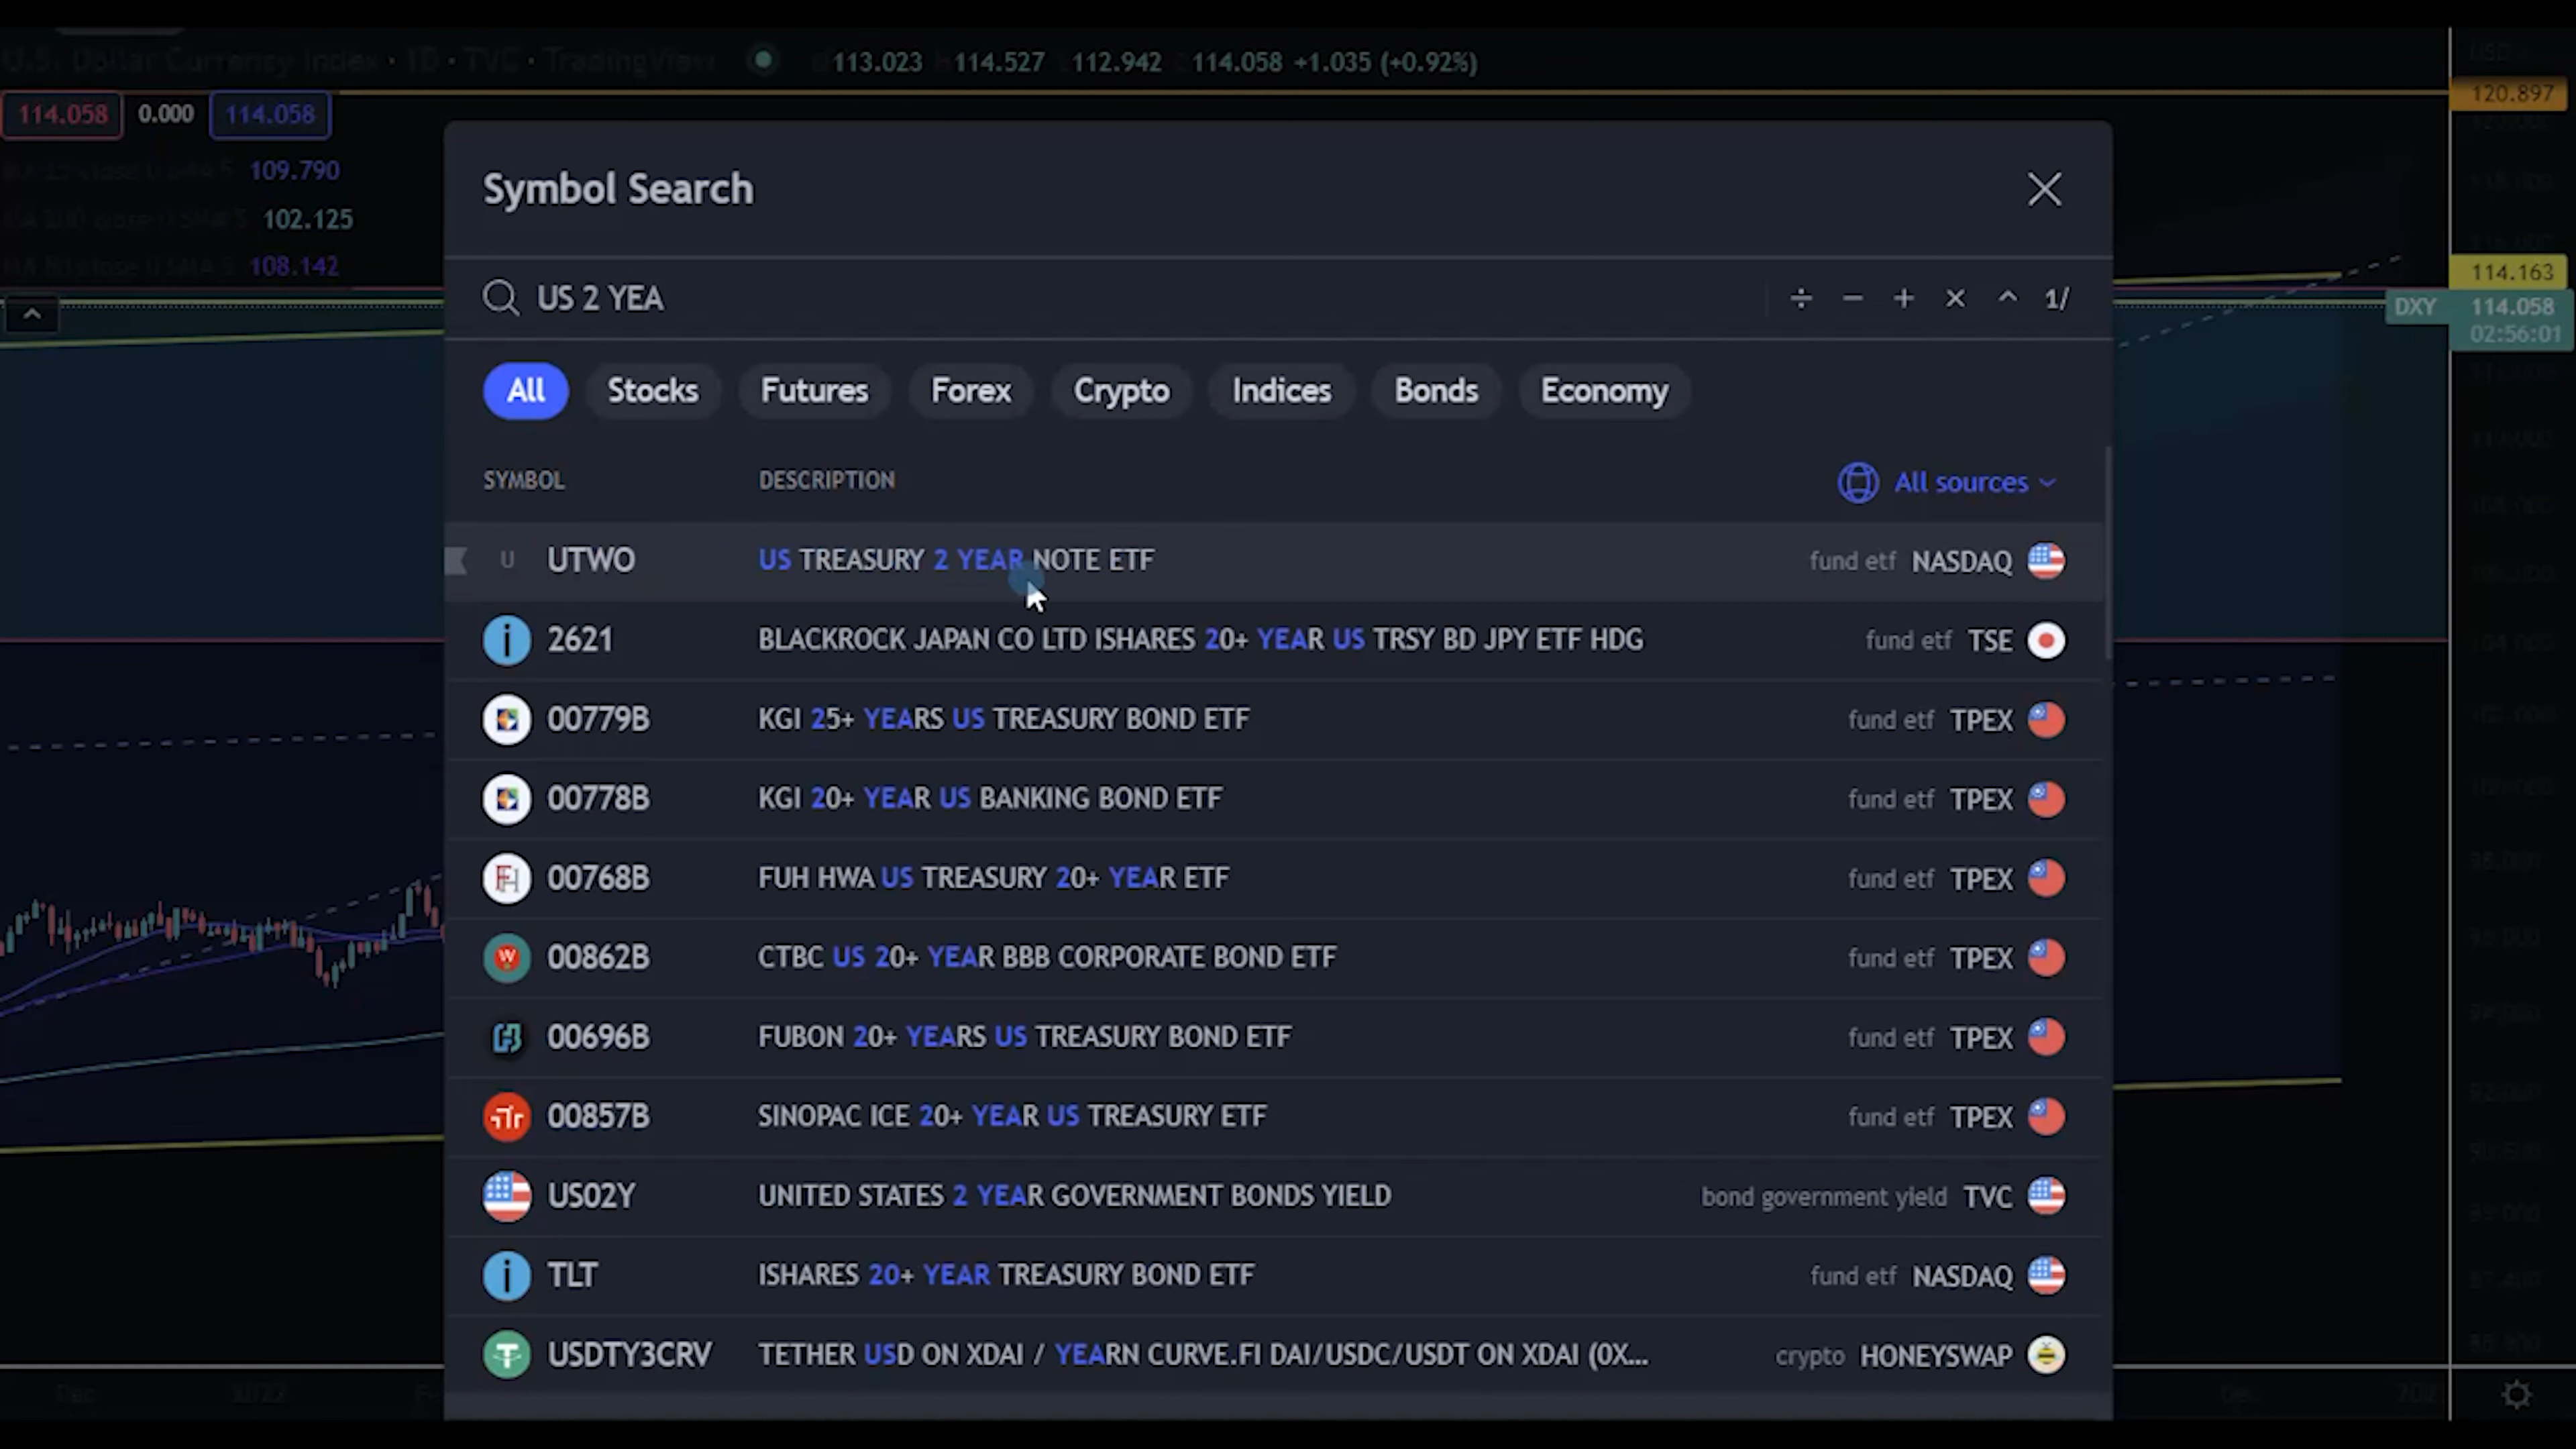 U.S. Dollar Currency Index · 1D · TVC · TradingView 113.023 114.527 112.942 114.058 +1.035 (+0.92%)
USD
120.897
114.058 0.000 114.058
109.790
102.125
108.142
Symbol Search
US 2 YEA
÷ − + × ^ 1/
114.163
DXY 114.058
02:56:01
All Stocks Futures Forex Crypto Indices Bonds Economy
SYMBOL DESCRIPTION All sources
U UTWO US TREASURY 2 YEAR NOTE ETF fund etf NASDAQ
2621 BLACKROCK JAPAN CO LTD ISHARES 20+ YEAR US TRSY BD JPY ETF HDG fund etf TSE
00779B KGI 25+ YEARS US TREASURY BOND ETF fund etf TPEX
00778B KGI 20+ YEAR US BANKING BOND ETF fund etf TPEX
00768B FUH HWA US TREASURY 20+ YEAR ETF fund etf TPEX
00862B CTBC US 20+ YEAR BBB CORPORATE BOND ETF fund etf TPEX
00696B FUBON 20+ YEARS US TREASURY BOND ETF fund etf TPEX
00857B SINOPAC ICE 20+ YEAR US TREASURY ETF fund etf TPEX
US02Y UNITED STATES 2 YEAR GOVERNMENT BONDS YIELD bond government yield TVC
TLT ISHARES 20+ YEAR TREASURY BOND ETF fund etf NASDAQ
USDTY3CRV TETHER USD ON XDAI / YEARN CURVE.FI DAI/USDC/USDT ON XDAI (0X... crypto HONEYSWAP
Dec 2022